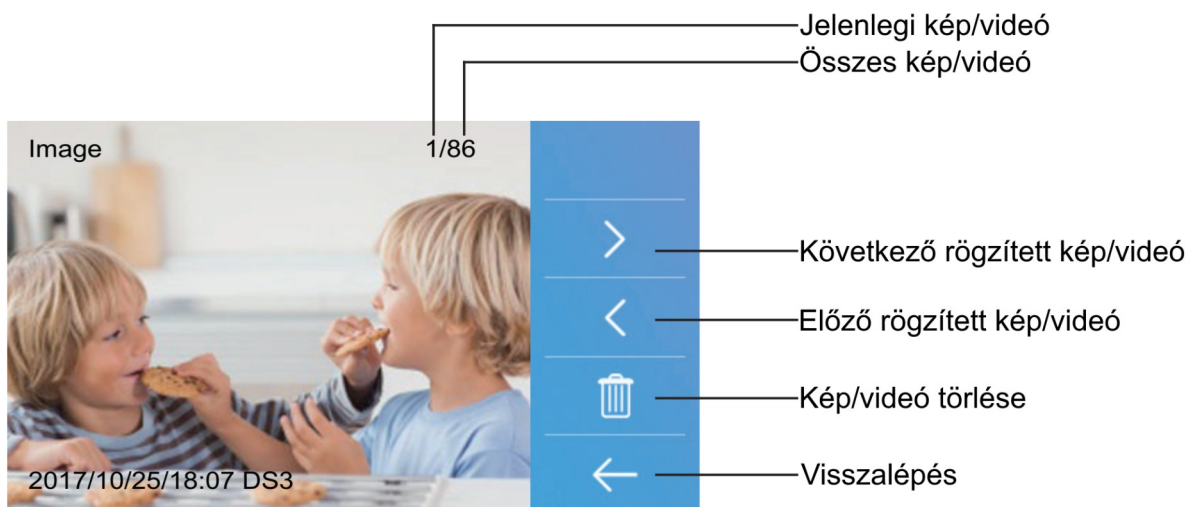 Jelenlegi kép/videó
Összes kép/videó
Image 1/86
Következő rögzített kép/videó
Előző rögzített kép/videó
Kép/videó törlése
Visszalépés
2017/10/25/18:07 DS3